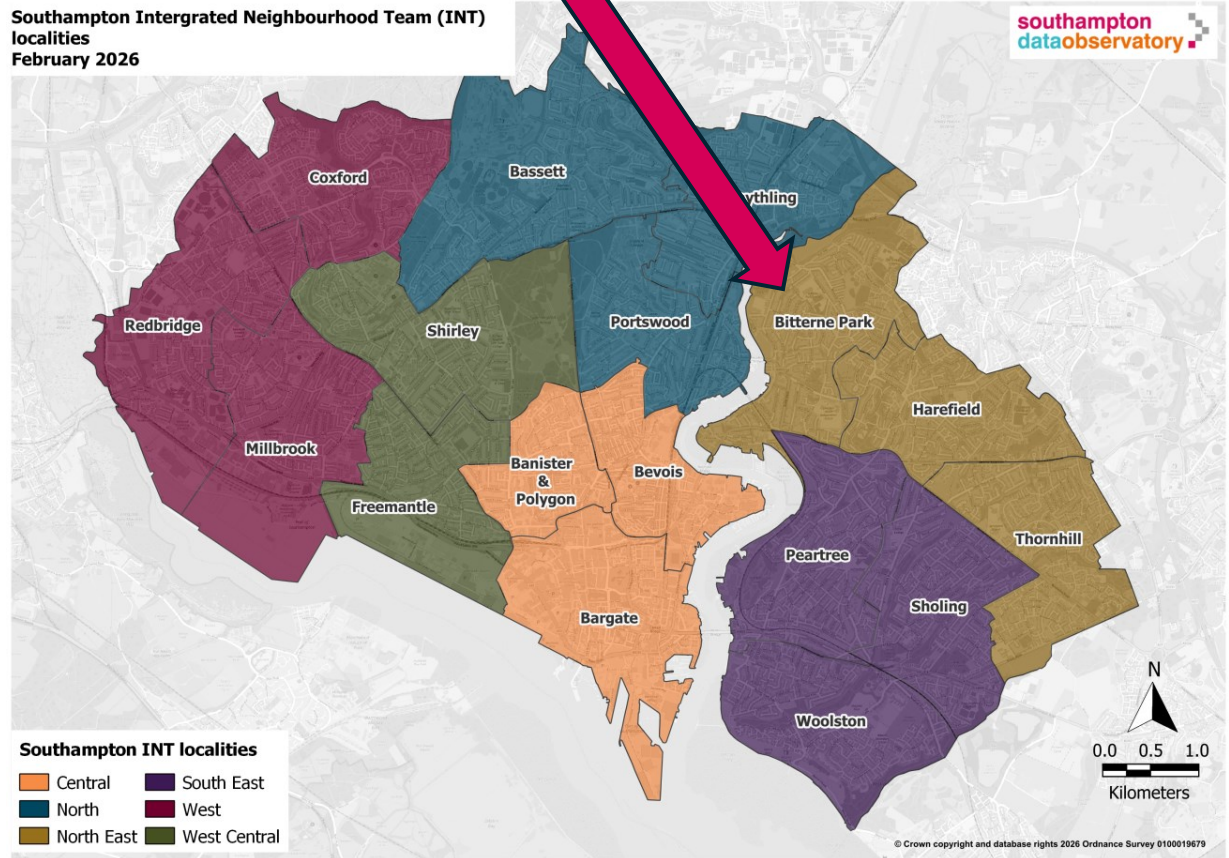 Southampton Intergrated Neighbourhood Team (INT)
localities
February 2026
southampton
dataobservatory
Coxford
Bassett
ythling
Redbridge
Shirley
Portswood
Bitterne Park
Harefield
Millbrook
Banister
&
Polygon
Bevois
Freemantle
Thornhill
Peartree
Sholing
Bargate
Woolston
N
0.0 0.5 1.0
Kilometers
Southampton INT localities
Central
South East
North
West
North East
West Central
© Crown copyright and database rights 2026 Ordnance Survey 0100019679